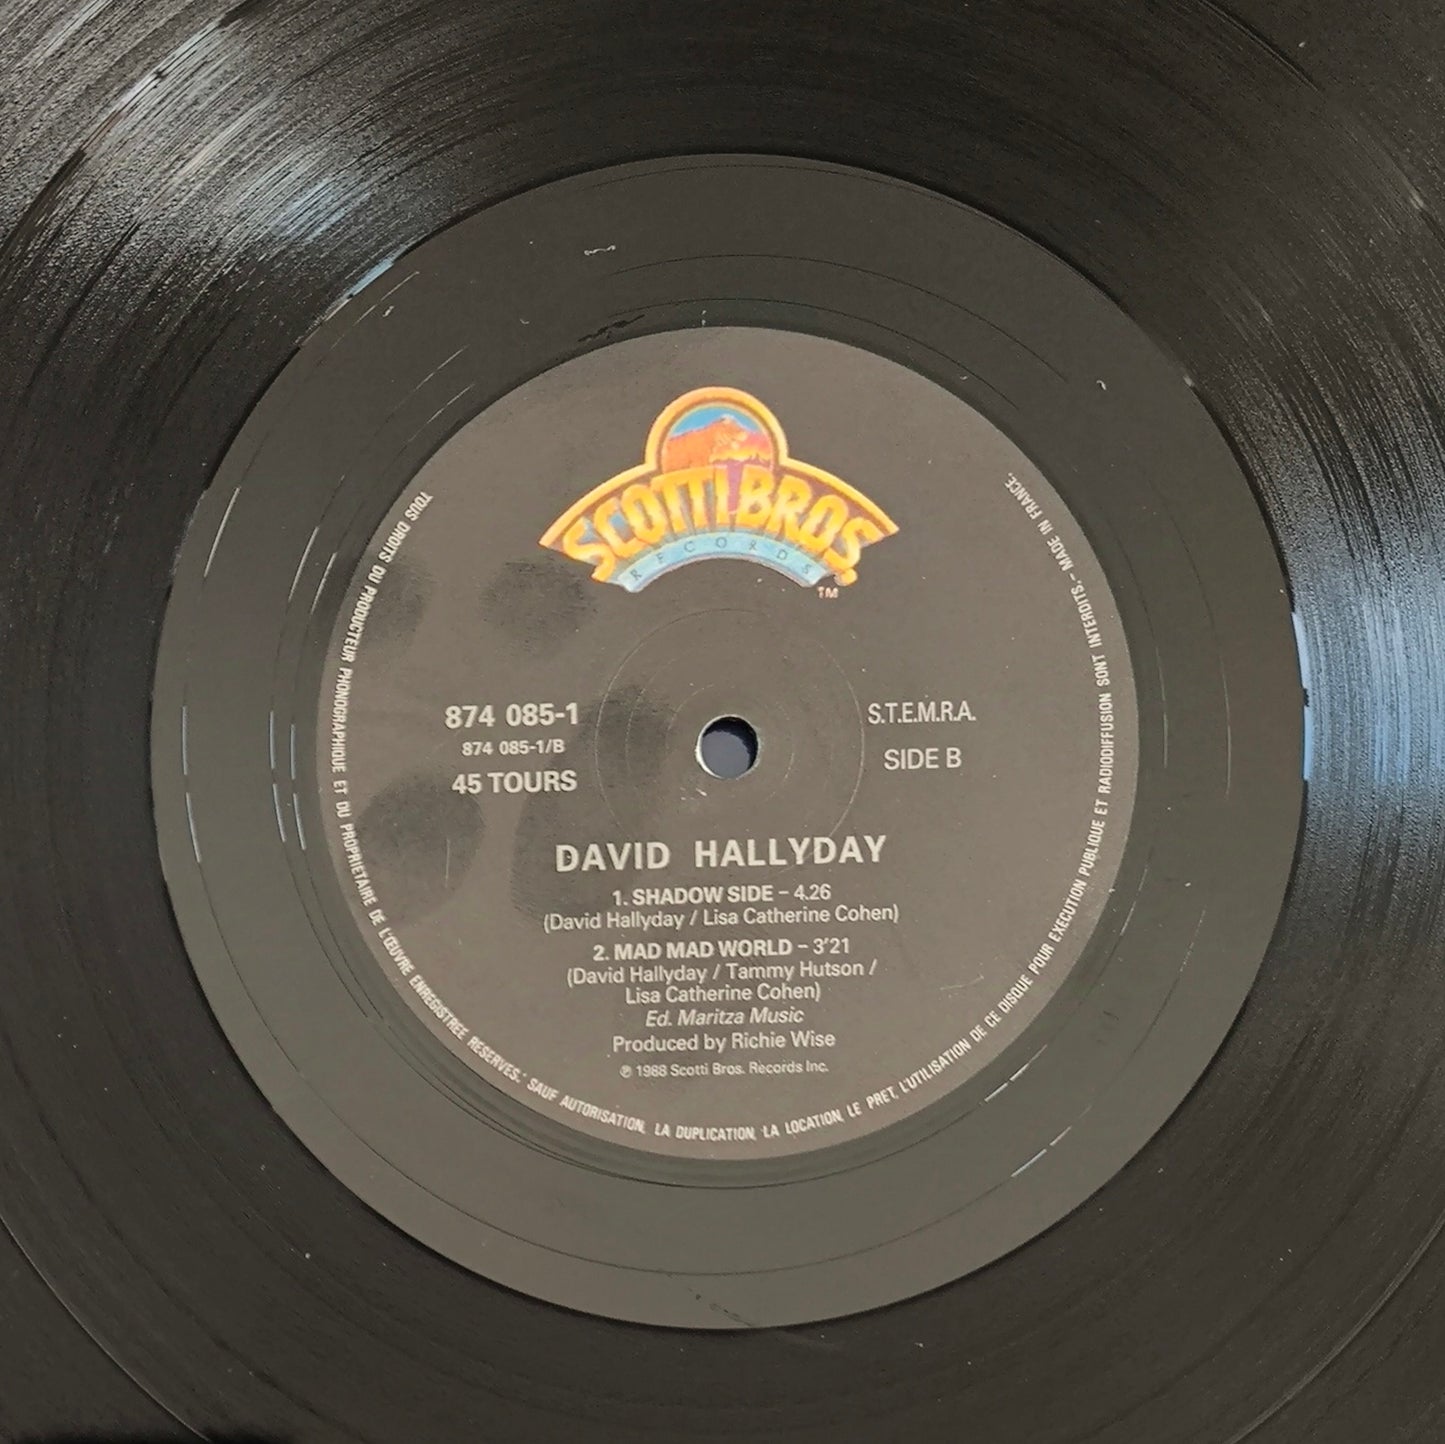 SCOTTI BROS.
RECORDS
TM
874 085-1
874 085-1/B
45 TOURS
S.T.E.M.R.A.
SIDE B
DAVID HALLYDAY
1. SHADOW SIDE – 4.26
(David Hallyday / Lisa Catherine Cohen)
2. MAD MAD WORLD – 3'21
(David Hallyday / Tammy Hutson /
Lisa Catherine Cohen)
Ed. Maritza Music
Produced by Richie Wise
℗ 1988 Scotti Bros. Records Inc.
TOUS DROITS DU PRODUCTEUR PHONOGRAPHIQUE ET DU PROPRIETAIRE DE L'ŒUVRE ENREGISTREE RESERVES. SAUF AUTORISATION, LA DUPLICATION, LA LOCATION, LE PRET, L'UTILISATION DE CE DISQUE POUR EXECUTION PUBLIQUE ET RADIODIFFUSION SONT INTERDITS. – MADE IN FRANCE.